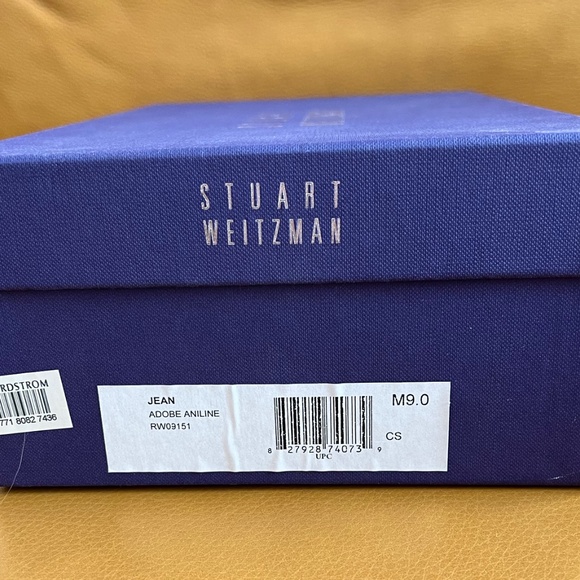 STUART
WEITZMAN
JEAN
ADOBE ANILINE
RW09151
M9.0
CS
8 27928 74073 9
UPC
RDSTROM
771 8082 7436